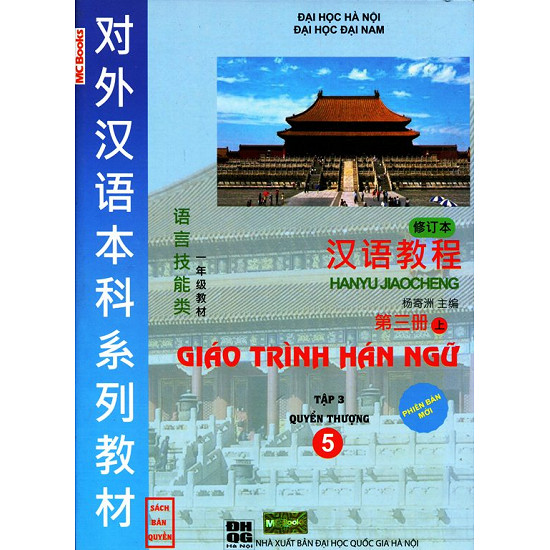 MCBooks
对外汉语本科系列教材
ĐẠI HỌC HÀ NỘI
ĐẠI HỌC ĐẠI NAM
语言技能类
一年级教材
修订本
汉语教程
HANYU JIAOCHENG
杨寄洲 主编
第三册 上
GIÁO TRÌNH HÁN NGỮ
TẬP 3
QUYỂN THƯỢNG
5
PHIÊN BẢN
MỚI
SÁCH
BẢN
QUYỀN
ĐH
QG
Hà Nội
MCBooks
NHÀ XUẤT BẢN ĐẠI HỌC QUỐC GIA HÀ NỘI